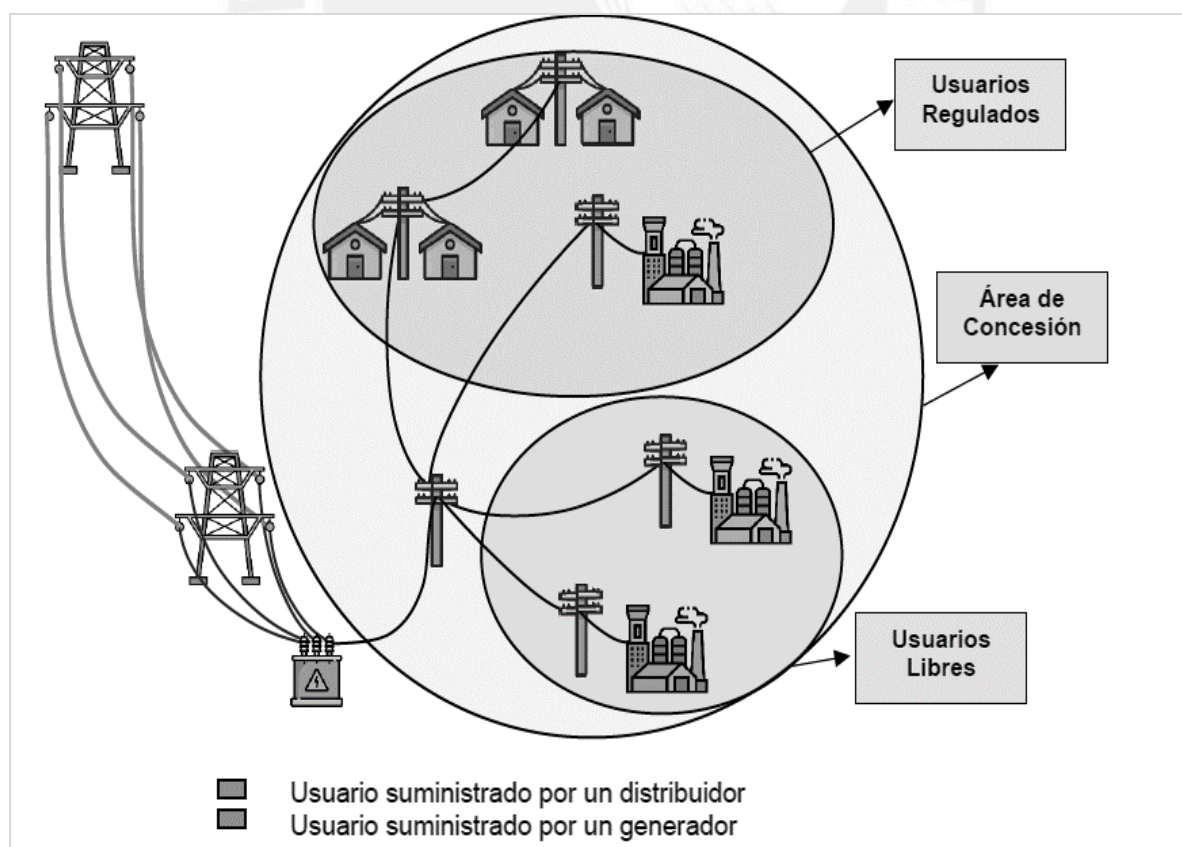 Usuarios
Regulados
Área de
Concesión
Usuarios
Libres
Usuario suministrado por un distribuidor
Usuario suministrado por un generador